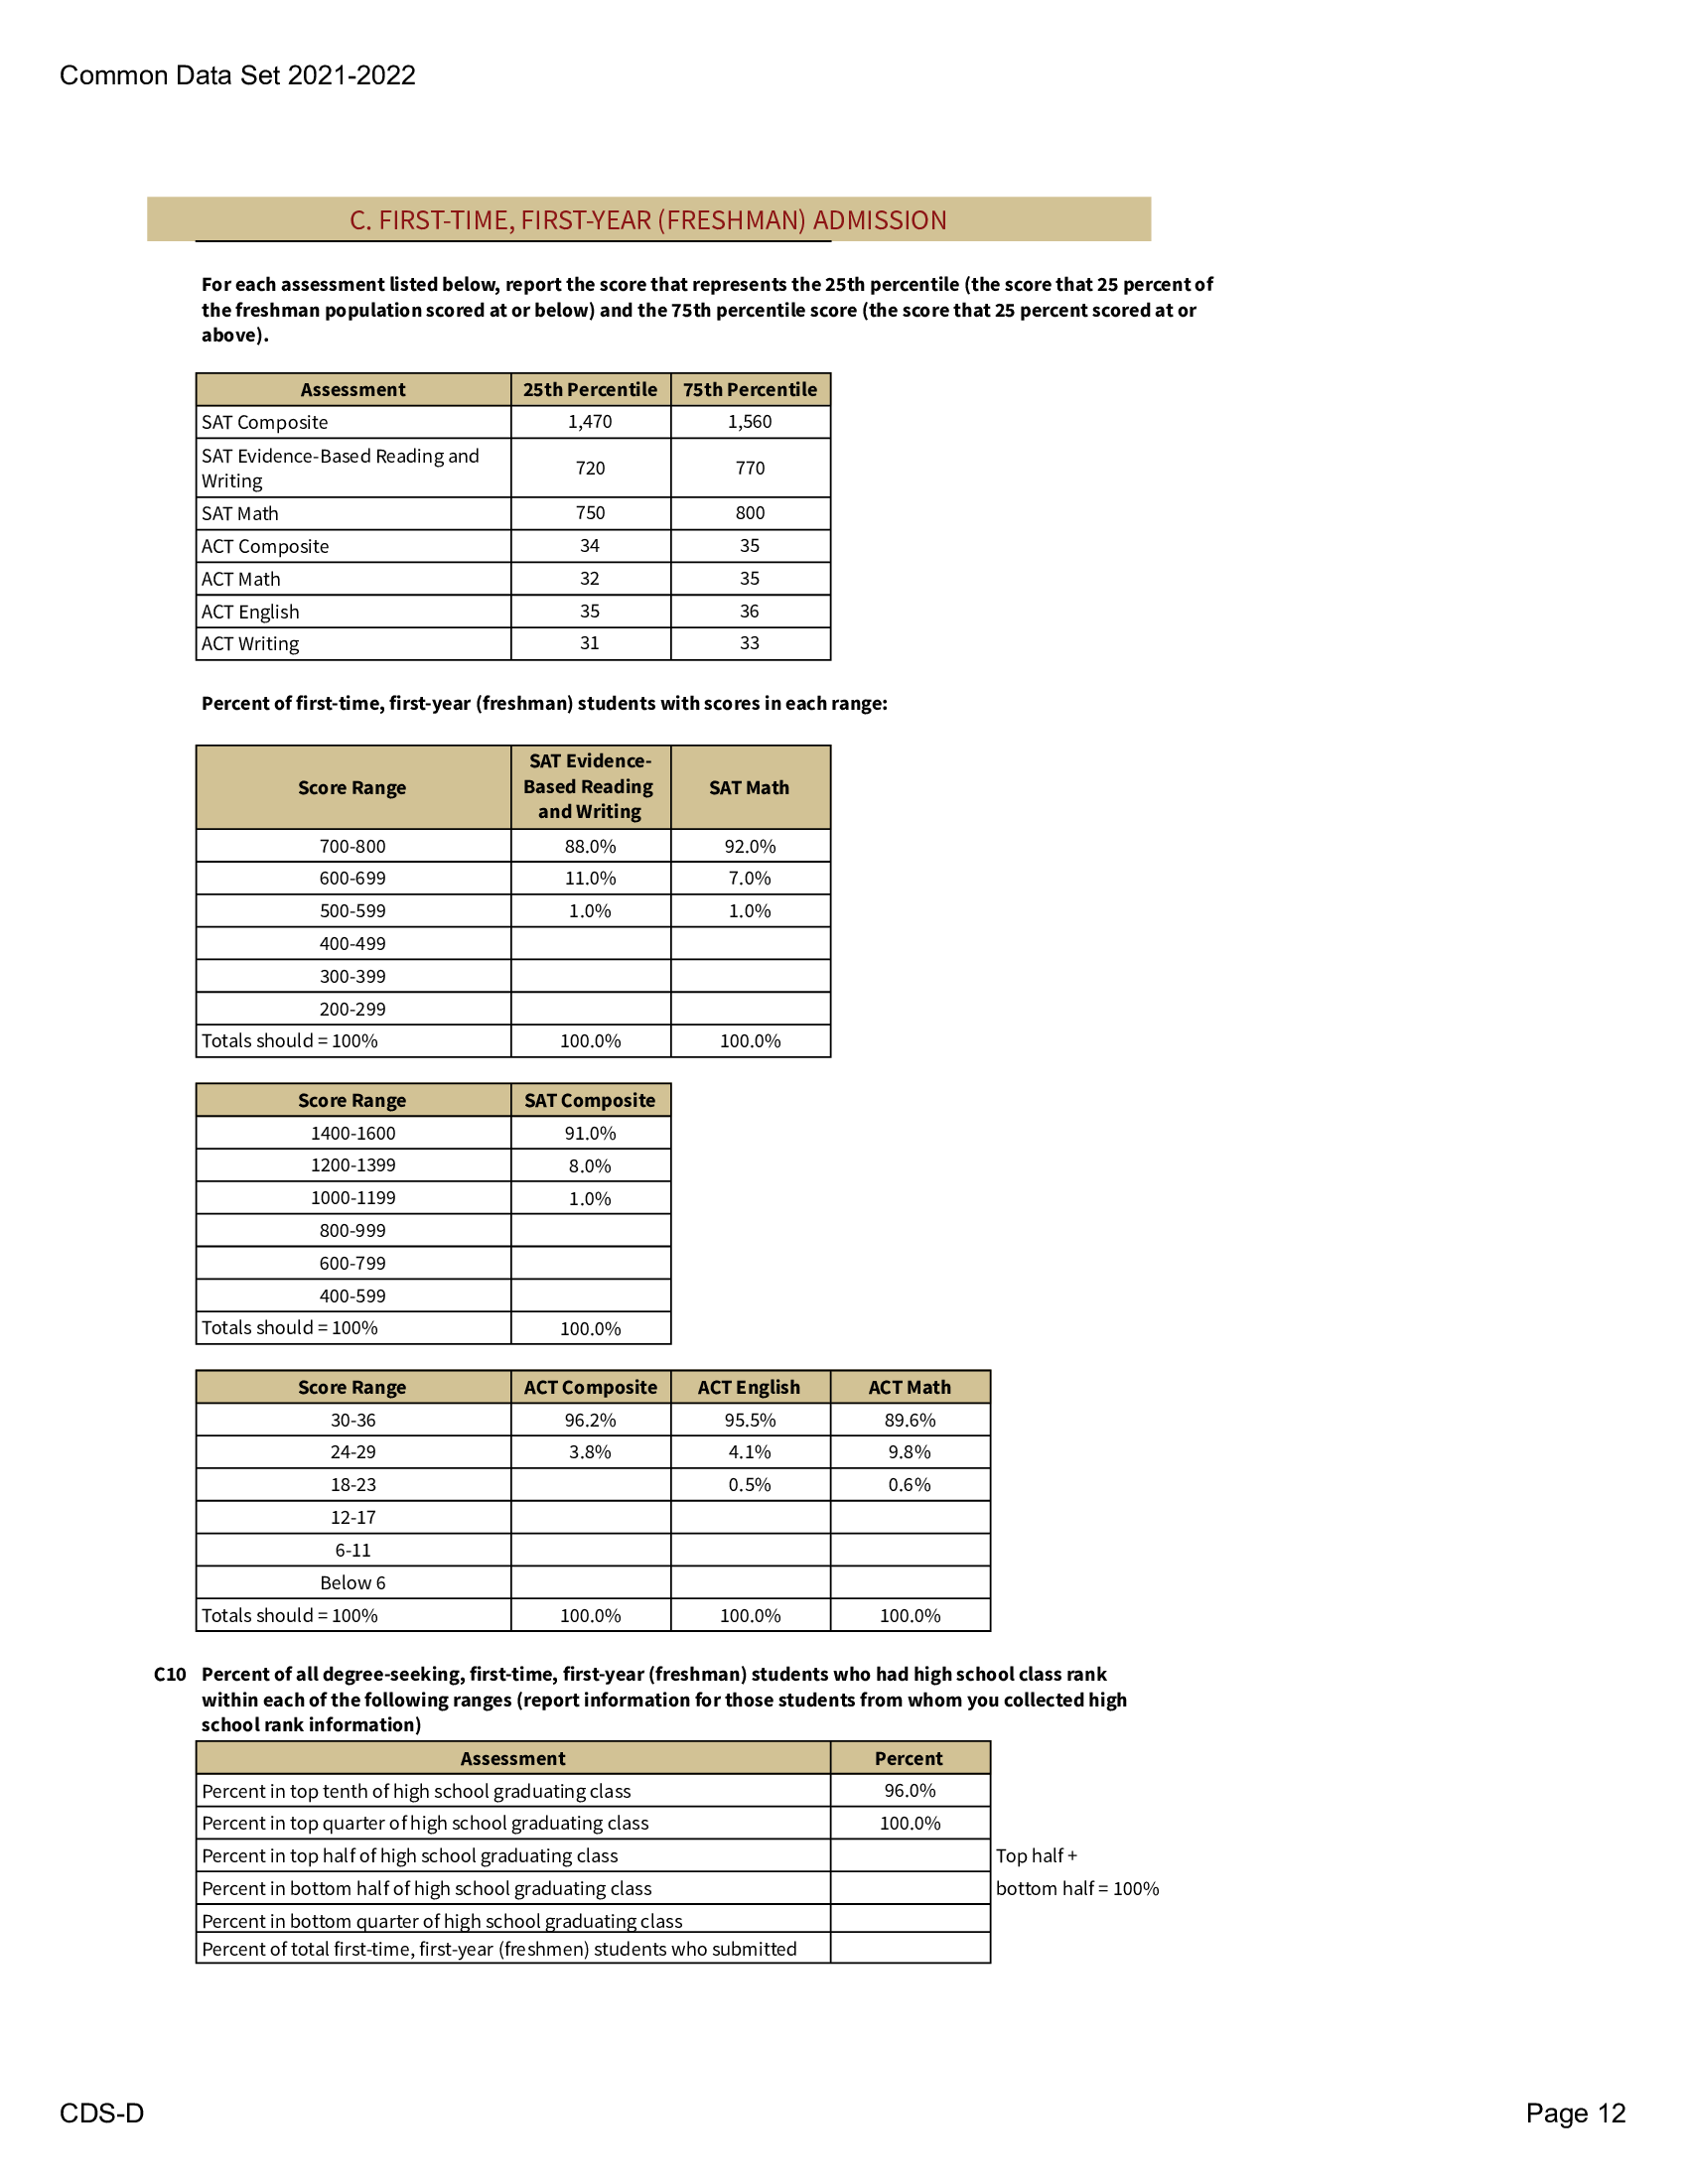 Common Data Set 2021-2022
C. FIRST-TIME, FIRST-YEAR (FRESHMAN) ADMISSION
For each assessment listed below, report the score that represents the 25th percentile (the score that 25 percent of
the freshman population scored at or below) and the 75th percentile score (the score that 25 percent scored at or
above).
Assessment 25th Percentile 75th Percentile
SAT Composite 1,470 1,560
SAT Evidence-Based Reading and
Writing 720 770
SAT Math 750 800
ACT Composite 34 35
ACT Math 32 35
ACT English 35 36
ACT Writing 31 33
Percent of first-time, first-year (freshman) students with scores in each range:
Score Range SAT Evidence-
Based Reading
and Writing SAT Math
700-800 88.0% 92.0%
600-699 11.0% 7.0%
500-599 1.0% 1.0%
400-499
300-399
200-299
Totals should = 100% 100.0% 100.0%
Score Range SAT Composite
1400-1600 91.0%
1200-1399 8.0%
1000-1199 1.0%
800-999
600-799
400-599
Totals should = 100% 100.0%
Score Range ACT Composite ACT English ACT Math
30-36 96.2% 95.5% 89.6%
24-29 3.8% 4.1% 9.8%
18-23 0.5% 0.6%
12-17
6-11
Below 6
Totals should = 100% 100.0% 100.0% 100.0%
C10 Percent of all degree-seeking, first-time, first-year (freshman) students who had high school class rank
within each of the following ranges (report information for those students from whom you collected high
school rank information)
Assessment Percent
Percent in top tenth of high school graduating class 96.0%
Percent in top quarter of high school graduating class 100.0%
Percent in top half of high school graduating class Top half +
Percent in bottom half of high school graduating class bottom half = 100%
Percent in bottom quarter of high school graduating class
Percent of total first-time, first-year (freshmen) students who submitted
CDS-D Page 12